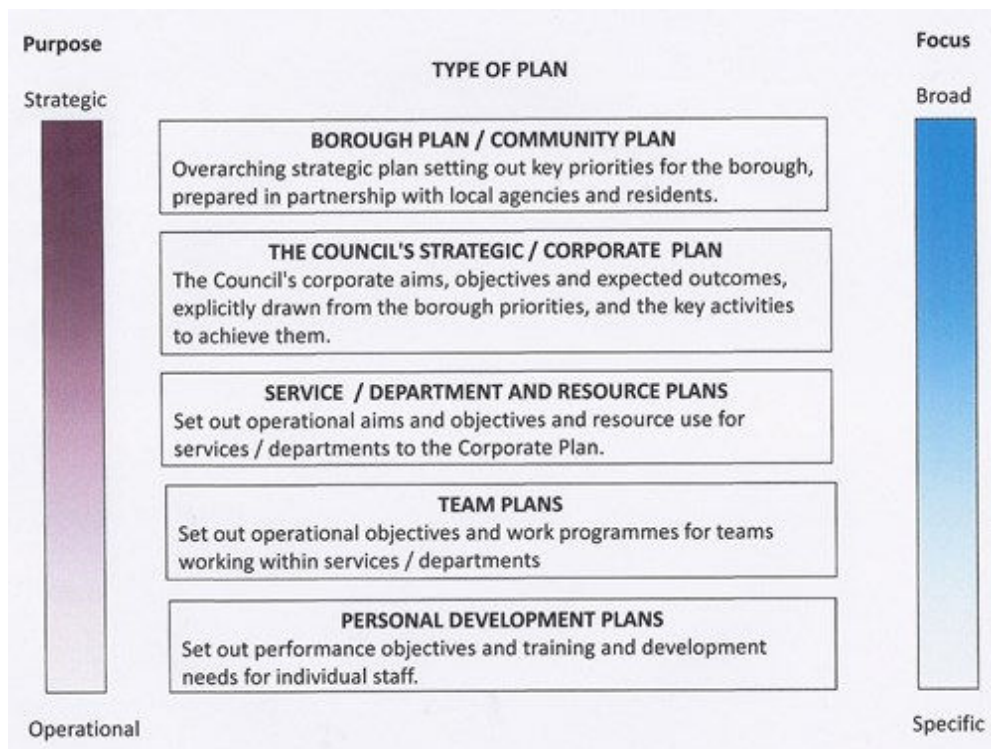 Purpose
Focus
TYPE OF PLAN
Strategic
Broad
BOROUGH PLAN / COMMUNITY PLAN
Overarching strategic plan setting out key priorities for the borough,
prepared in partnership with local agencies and residents.
THE COUNCIL'S STRATEGIC / CORPORATE PLAN
The Council's corporate aims, objectives and expected outcomes,
explicitly drawn from the borough priorities, and the key activities
to achieve them.
SERVICE / DEPARTMENT AND RESOURCE PLANS
Set out operational aims and objectives and resource use for
services / departments to the Corporate Plan.
TEAM PLANS
Set out operational objectives and work programmes for teams
working within services / departments
PERSONAL DEVELOPMENT PLANS
Set out performance objectives and training and development
needs for individual staff.
Operational
Specific